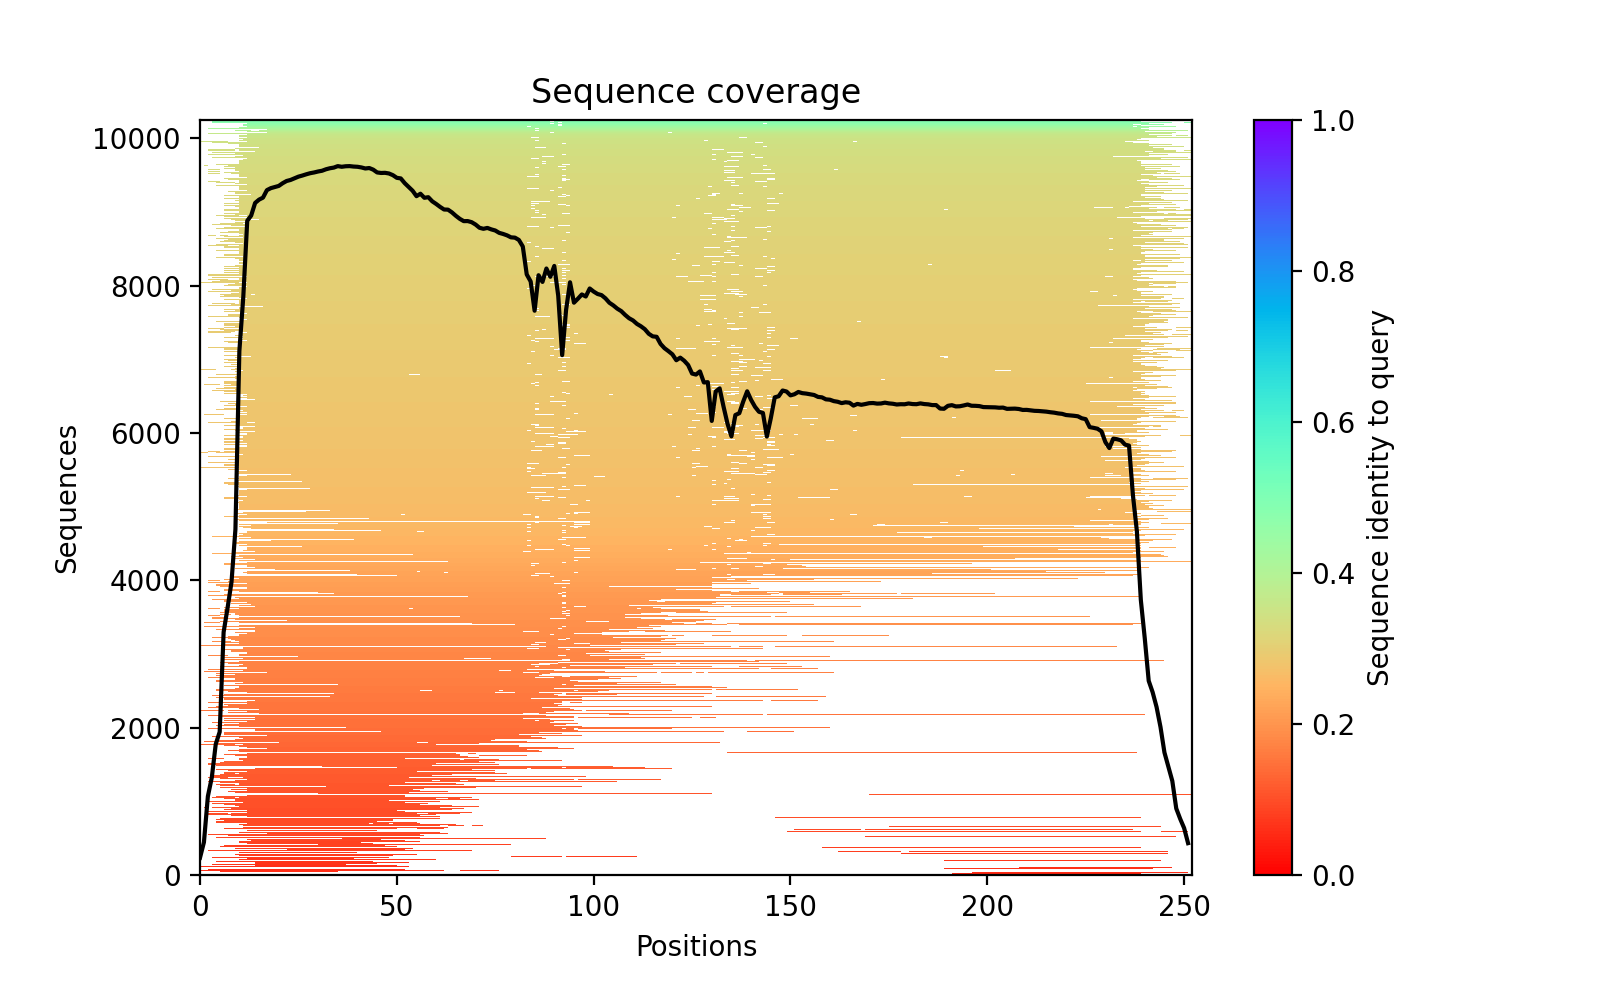 Sequence coverage
10000
8000
6000
4000
2000
0
Sequences
0 50 100 150 200 250
Positions
1.0
0.8
0.6
0.4
0.2
0.0
Sequence identity to query